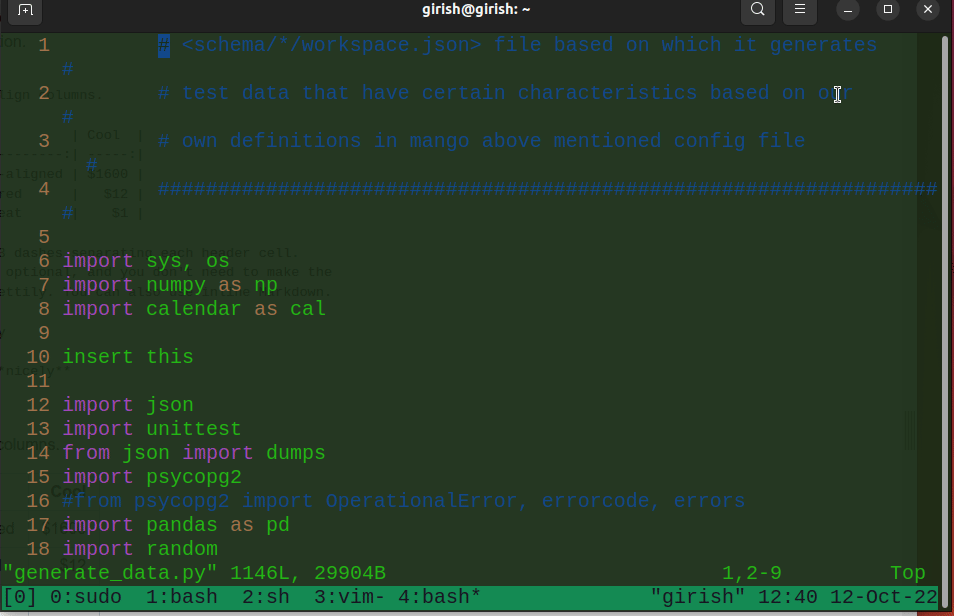 girish@girish: ~
1 # <schema/*/workspace.json> file based on which it generates
#
2 # test data that have certain characteristics based on our
#
3 # own definitions in mango above mentioned config file
#
4 #################################################################
#
5
6 import sys, os
7 import numpy as np
8 import calendar as cal
9
10 insert this
11
12 import json
13 import unittest
14 from json import dumps
15 import psycopg2
16 #from psycopg2 import OperationalError, errorcode, errors
17 import pandas as pd
18 import random
"generate_data.py" 1146L, 29904B 1,2-9 Top
[0] 0:sudo 1:bash 2:sh 3:vim- 4:bash* "girish" 12:40 12-Oct-22